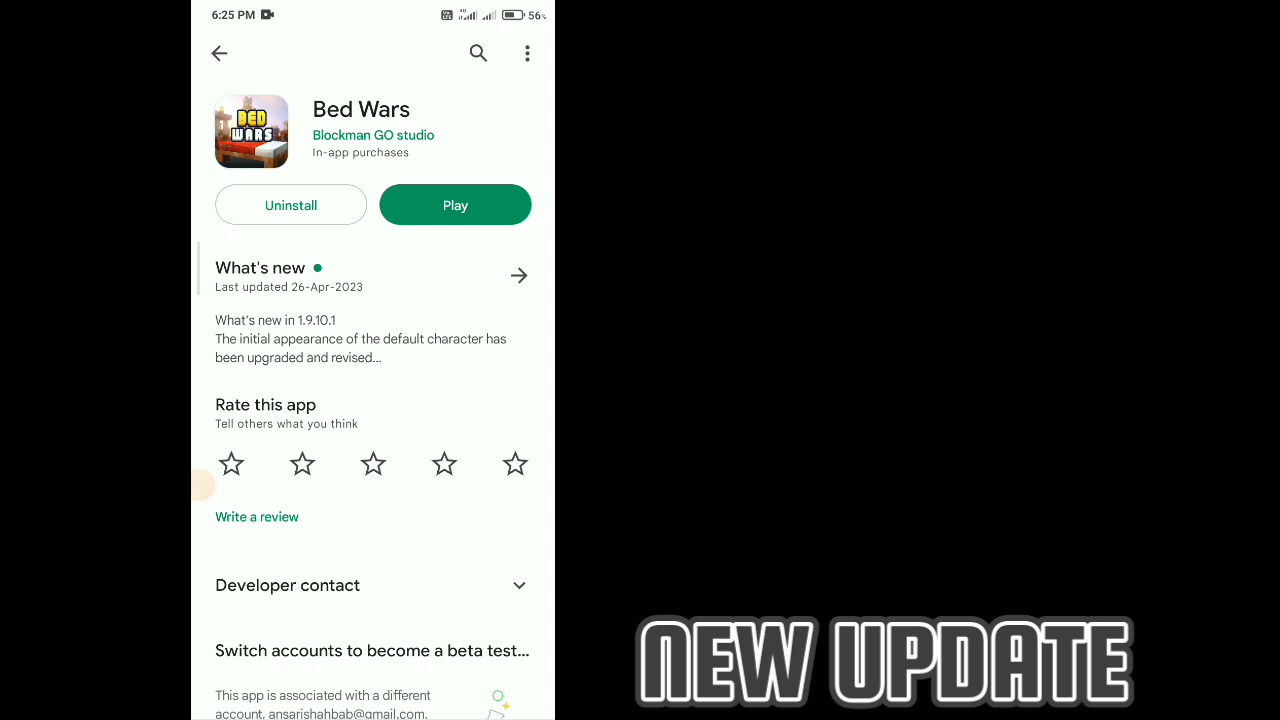 6:25 PM
56%
BED
WARS
Bed Wars
Blockman GO studio
In-app purchases
Uninstall
Play
What's new
Last updated 26-Apr-2023
What's new in 1.9.10.1
The initial appearance of the default character has
been upgraded and revised...
Rate this app
Tell others what you think
Write a review
Developer contact
Switch accounts to become a beta test...
This app is associated with a different
account, ansarishahbab@gmail.com.
NEW UPDATE